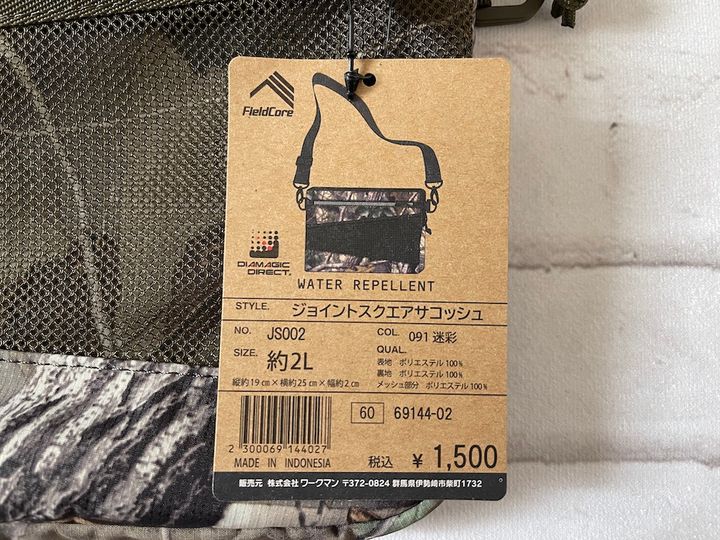 FieldCore
DIAMAGIC
DIRECT.
WATER REPELLENT
STYLE. ジョイントスクエアサコッシュ
NO. JS002
COL. 091 迷彩
SIZE. 約2L
縦約19cm×横約25cm×幅約2cm
QUAL.
表地 ポリエステル100%
裏地 ポリエステル100%
メッシュ部分 ポリエステル100%
60 69144-02
2 300069 144027
MADE IN INDONESIA
税込 ¥1,500
販売元 株式会社 ワークマン 〒372-0824 群馬県伊勢崎市柴町1732